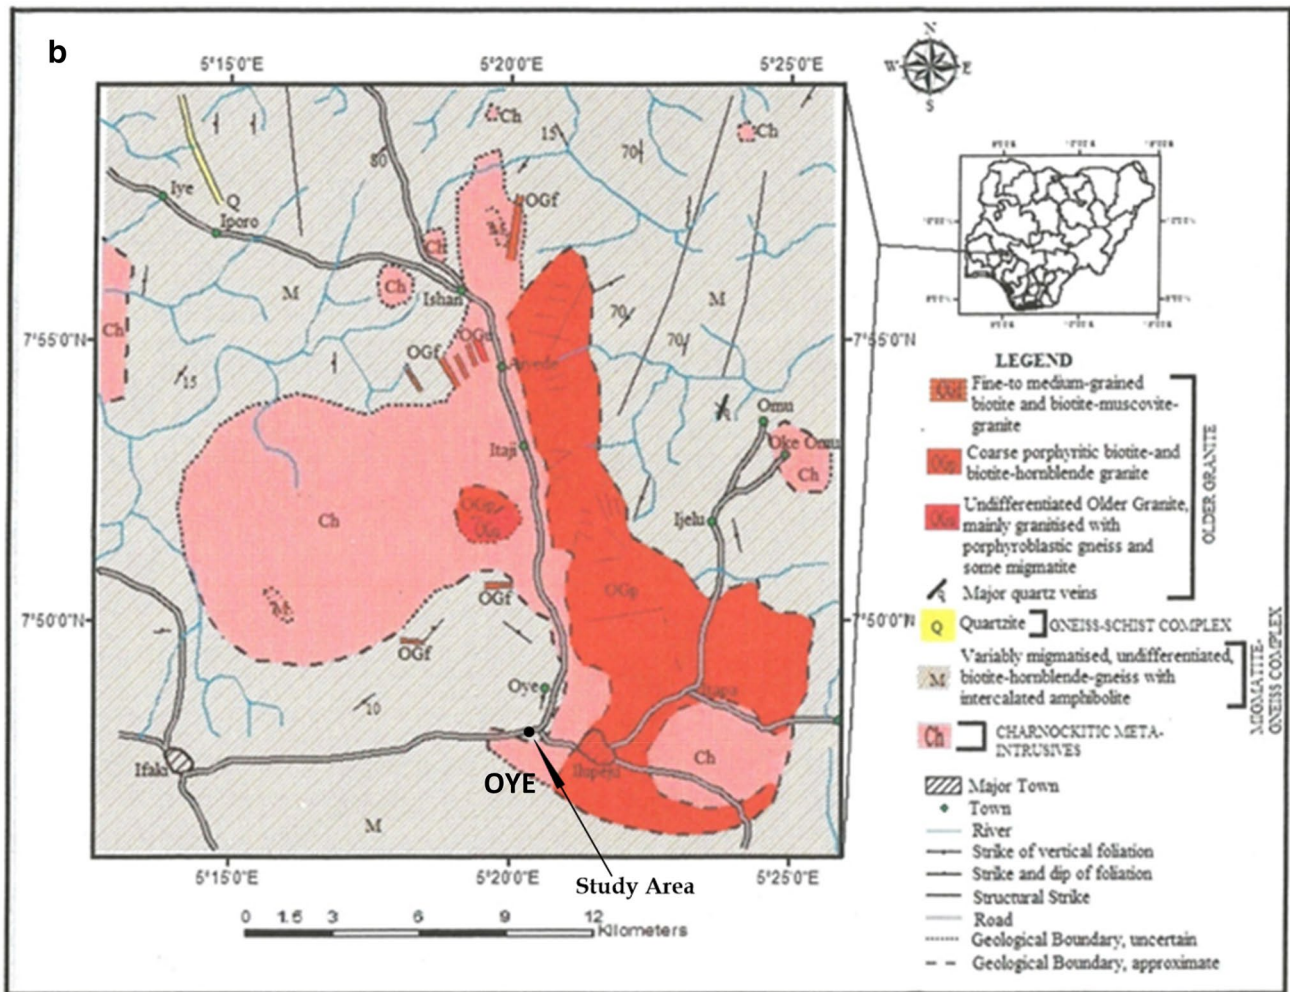 b
N
W E
S
5°15'0"E 5°20'0"E 5°25'0"E
Ch
Ch
15
70
80
Iye
Q
Iporo
OGf
M
Ch
M
Ch
Ishan
M
70
70
7°55'0"N
7°55'0"N
Ch
OGf
15
Itaji
Omu
Oke Omu
Ch
Ijelu
Ch
M
OGp
OGf
7°50'0"N
7°50'0"N
OGf
Oye
10
Ifaki
Ilupeju
Ch
OYE
M
5°15'0"E 5°20'0"E 5°25'0"E
Study Area
0 1.5 3 6 9 12
Kilometers
LEGEND
Fine-to medium-grained
biotite and biotite-muscovite-
granite
OGp Coarse porphyritic biotite-and
biotite-hornblende
granite
Undifferentiated Older Granite,
mainly granitised with
porphyroblastic gneiss and
some migmatite
Major quartz veins
OLDER GRANITE
Q Quartzite GNEISS-SCHIST COMPLEX
M Variably migmatised, undifferentiated,
biotite-hornblende-gneiss with
intercalated amphibolite
MIGMATITE-
GNEISS COMPLEX
Ch CHARNOCKITIC META-
INTRUSIVES
Major Town
Town
River
Strike of vertical foliation
Strike and dip of foliation
Structural Strike
Road
Geological Boundary, uncertain
Geological Boundary, approximate